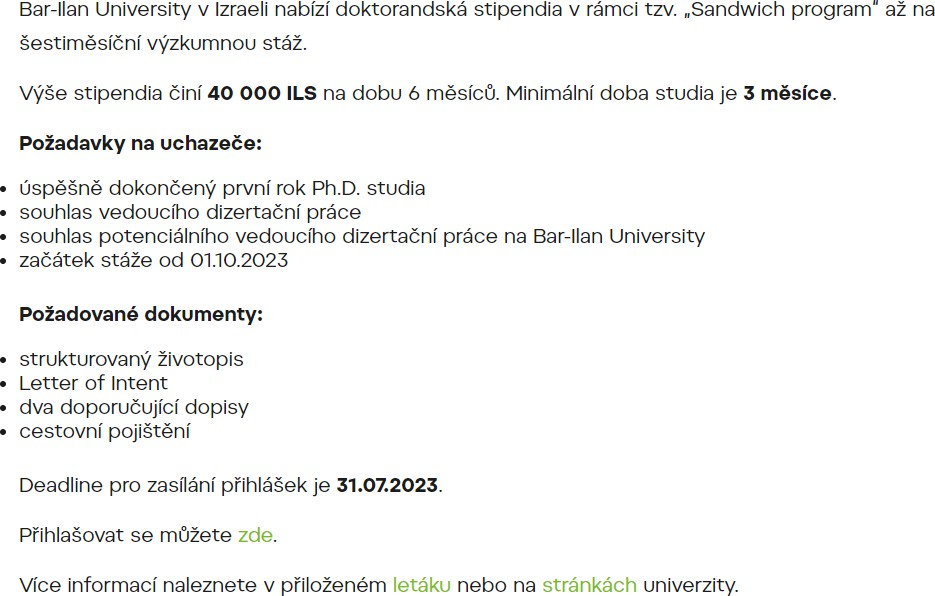 Bar-Ilan University v Izraeli nabízí doktorandská stipendia v rámci tzv. „Sandwich program“ až na
šestiměsíční výzkumnou stáž.
Výše stipendia činí 40 000 ILS na dobu 6 měsíců. Minimální doba studia je 3 měsíce.
Požadavky na uchazeče:
• úspěšně dokončený první rok Ph.D. studia
• souhlas vedoucího dizertační práce
• souhlas potenciálního vedoucího dizertační práce na Bar-Ilan University
• začátek stáže od 01.10.2023
Požadované dokumenty:
• strukturovaný životopis
• Letter of Intent
• dva doporučující dopisy
• cestovní pojištění
Deadline pro zasílání přihlášek je 31.07.2023.
Přihlašovat se můžete zde.
Více informací naleznete v přiloženém letáku nebo na stránkách univerzity.